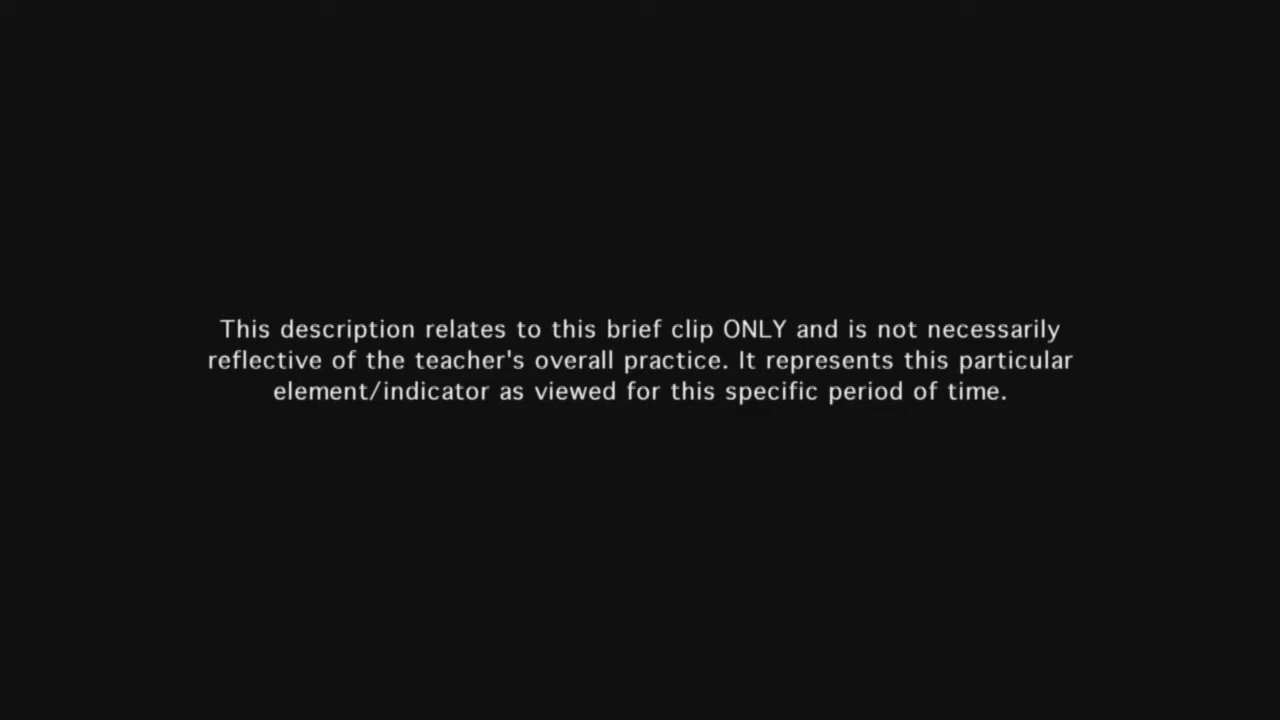 This description relates to this brief clip ONLY and is not necessarily
reflective of the teacher's overall practice. It represents this particular
element/indicator as viewed for this specific period of time.